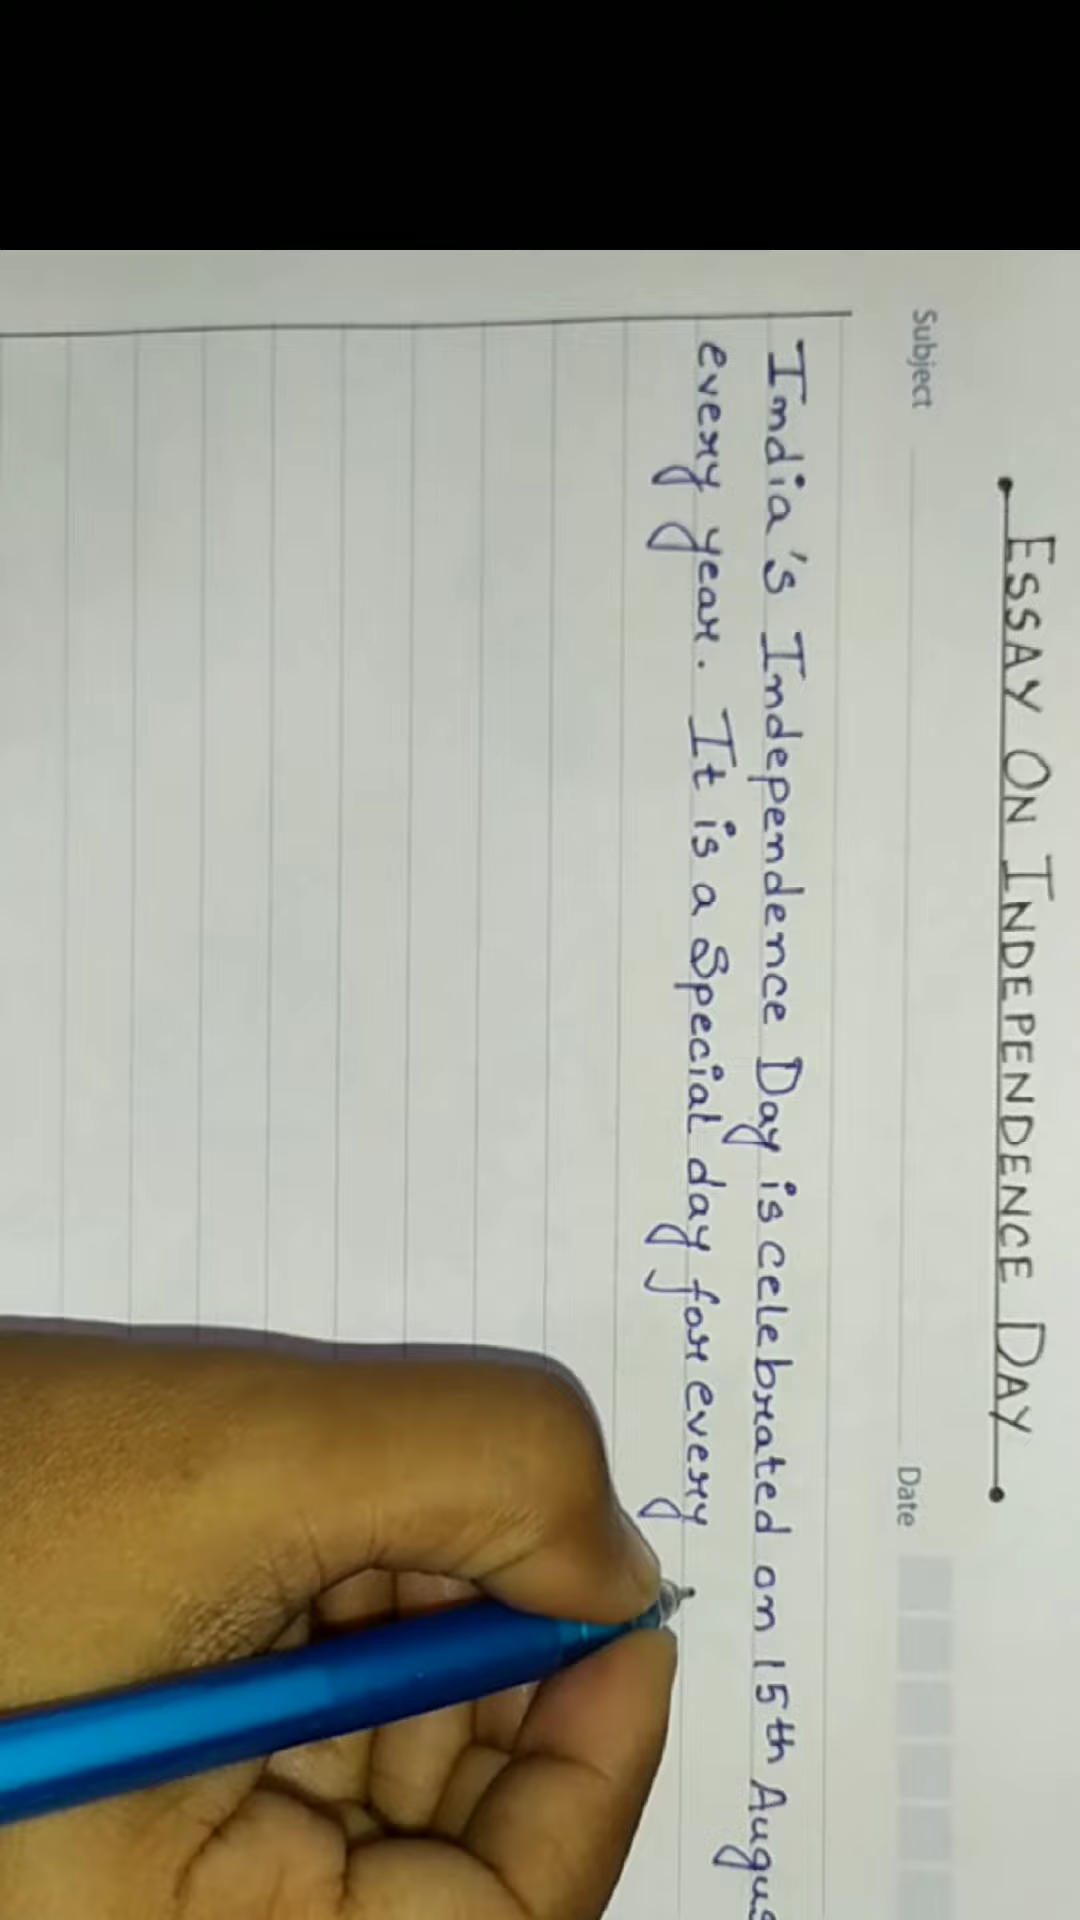 ESSAY ON INDEPENDENCE DAY
Subject Date
India's Independence Day is celebrated on 15th
every year. It is a Special day for every